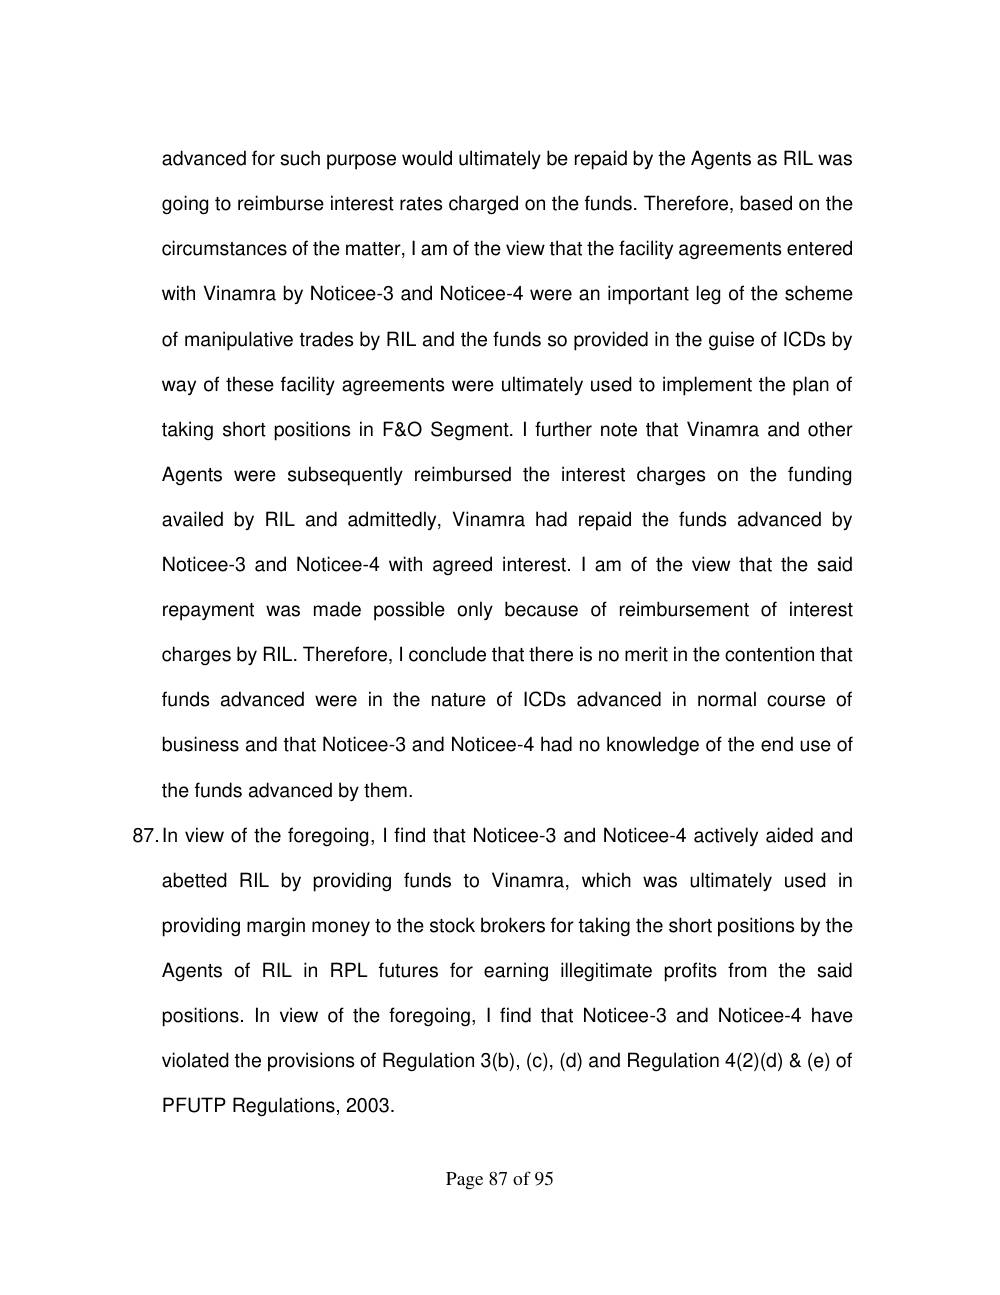 advanced for such purpose would ultimately be repaid by the Agents as RIL was
going to reimburse interest rates charged on the funds. Therefore, based on the
circumstances of the matter, I am of the view that the facility agreements entered
with Vinamra by Noticee-3 and Noticee-4 were an important leg of the scheme
of manipulative trades by RIL and the funds so provided in the guise of ICDs by
way of these facility agreements were ultimately used to implement the plan of
taking short positions in F&O Segment. I further note that Vinamra and other
Agents were subsequently reimbursed the interest charges on the funding
availed by RIL and admittedly, Vinamra had repaid the funds advanced by
Noticee-3 and Noticee-4 with agreed interest. I am of the view that the said
repayment was made possible only because of reimbursement of interest
charges by RIL. Therefore, I conclude that there is no merit in the contention that
funds advanced were in the nature of ICDs advanced in normal course of
business and that Noticee-3 and Noticee-4 had no knowledge of the end use of
the funds advanced by them.
87. In view of the foregoing, I find that Noticee-3 and Noticee-4 actively aided and
abetted RIL by providing funds to Vinamra, which was ultimately used in
providing margin money to the stock brokers for taking the short positions by the
Agents of RIL in RPL futures for earning illegitimate profits from the said
positions. In view of the foregoing, I find that Noticee-3 and Noticee-4 have
violated the provisions of Regulation 3(b), (c), (d) and Regulation 4(2)(d) & (e) of
PFUTP Regulations, 2003.
Page 87 of 95